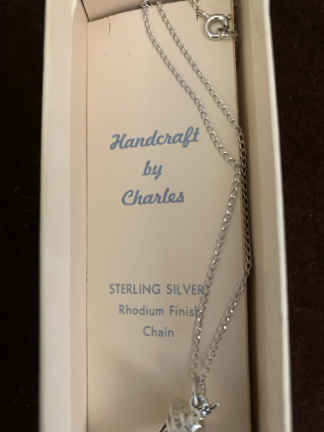 Handcraft
by
Charles
STERLING SILVER
Rhodium Finish
Chain